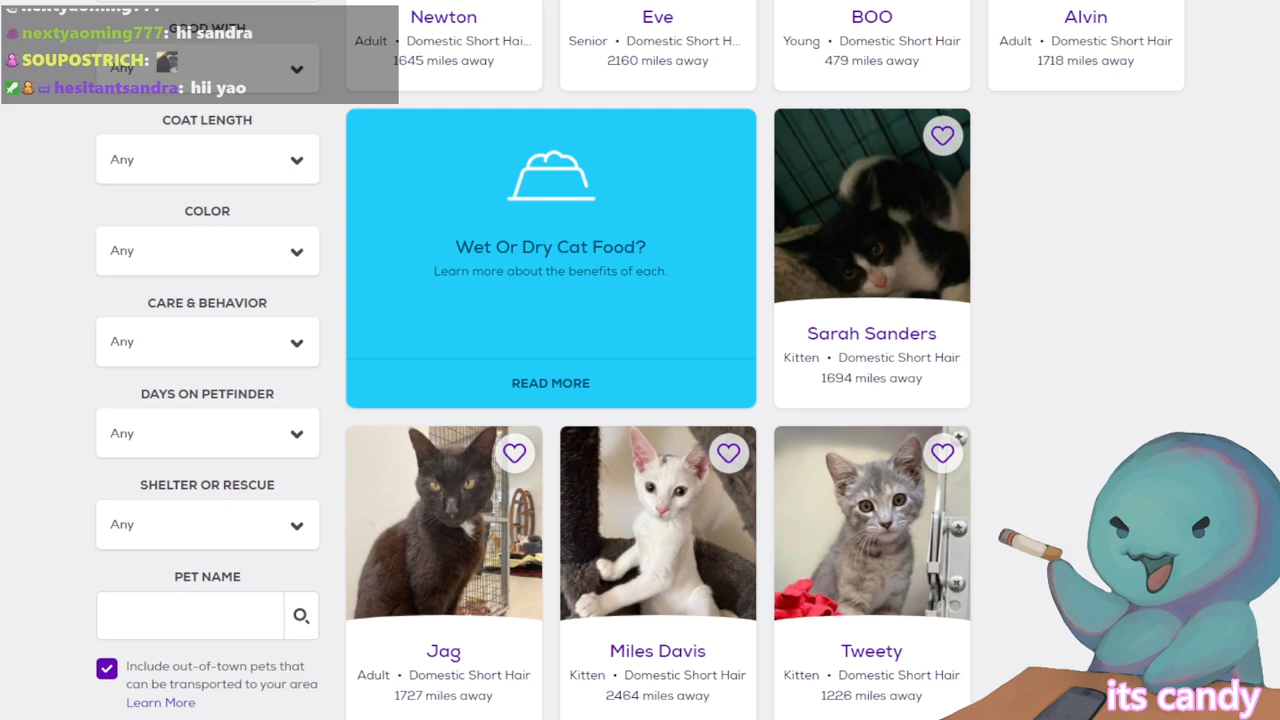 nextyaoming777
GOOD WITH
Any
nextyaoming777: hi sandra
SOUPOSTRICH:
hesitantsandra: hii yao
COAT LENGTH
Any
COLOR
Any
CARE & BEHAVIOR
Any
DAYS ON PETFINDER
Any
SHELTER OR RESCUE
Any
PET NAME
Include out-of-town pets that
can be transported to your area
Learn More
Newton
Adult • Domestic Short Hai...
1645 miles away
Eve
Senior • Domestic Short H...
2160 miles away
BOO
Young • Domestic Short Hair
479 miles away
Alvin
Adult • Domestic Short Hair
1718 miles away
Wet Or Dry Cat Food?
Learn more about the benefits of each.
READ MORE
Sarah Sanders
Kitten • Domestic Short Hair
1694 miles away
Jag
Adult • Domestic Short Hair
1727 miles away
Miles Davis
Kitten • Domestic Short Hair
2464 miles away
Tweety
Kitten • Domestic Short Hair
1226 miles away
its candy